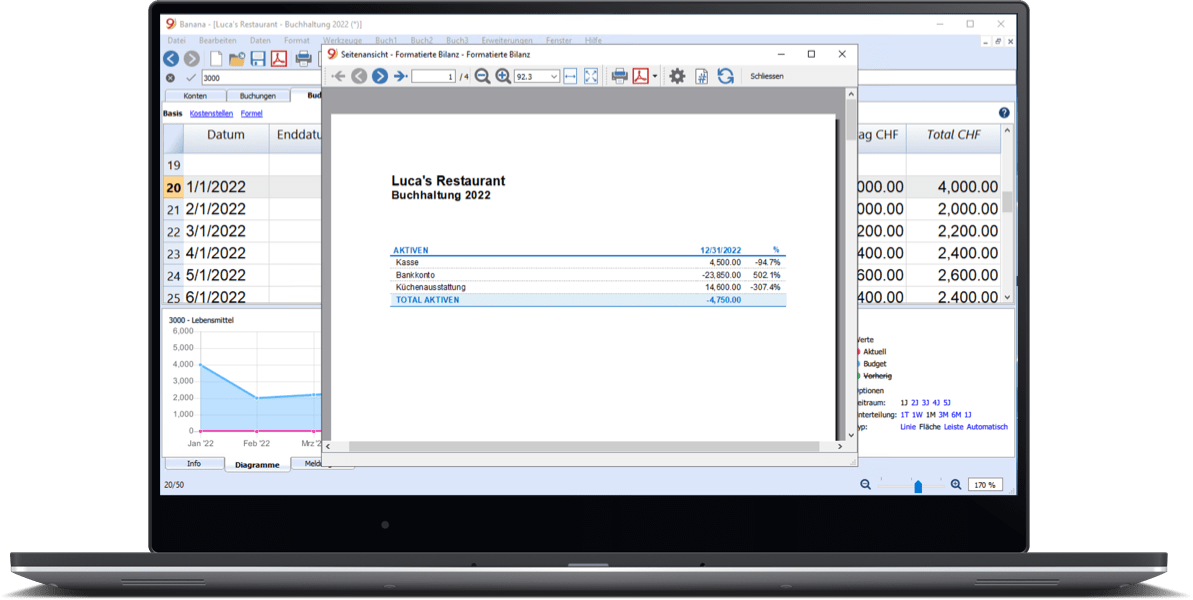 Banana - [Luca's Restaurant - Buchhaltung 2022 (*)]
Datei Bearbeiten Daten Format Werkzeuge Buch1 Buch2 Buch3 Erweiterungen Fenster Hilfe
Seitenansicht - Formatierte Bilanz - Formatierte Bilanz
1 / 4 92.3 Schliessen
3000
Konten Buchungen Bud
Basis Kostenstellen Formel
Datum Enddatu ag CHF Total CHF
19
20 1/1/2022 000.00 4,000.00
21 2/1/2022 000.00 2,000.00
22 3/1/2022 200.00 2,200.00
23 4/1/2022 400.00 2,400.00
24 5/1/2022 600.00 2,600.00
25 6/1/2022 400.00 2.400.00
Luca's Restaurant
Buchhaltung 2022
AKTIVEN 12/31/2022 %
Kasse 4,500.00 -94.7%
Bankkonto -23,850.00 502.1%
Küchenausstattung 14,600.00 -307.4%
TOTAL AKTIVEN -4,750.00
3000 - Lebensmittel
6,000
5,000
4,000
3,000
2,000
1,000
0
Jan '22 Feb '22 Mrz '2
Werte
Aktuell
Budget
Vorherig
ptionen
eitraum: 1J 2J 3J 4J 5J
nterteilung: 1T 1W 1M 3M 6M 1J
yp: Linie Fläche Leiste Automatisch
Info Diagramme Meldu
20/50
170 %